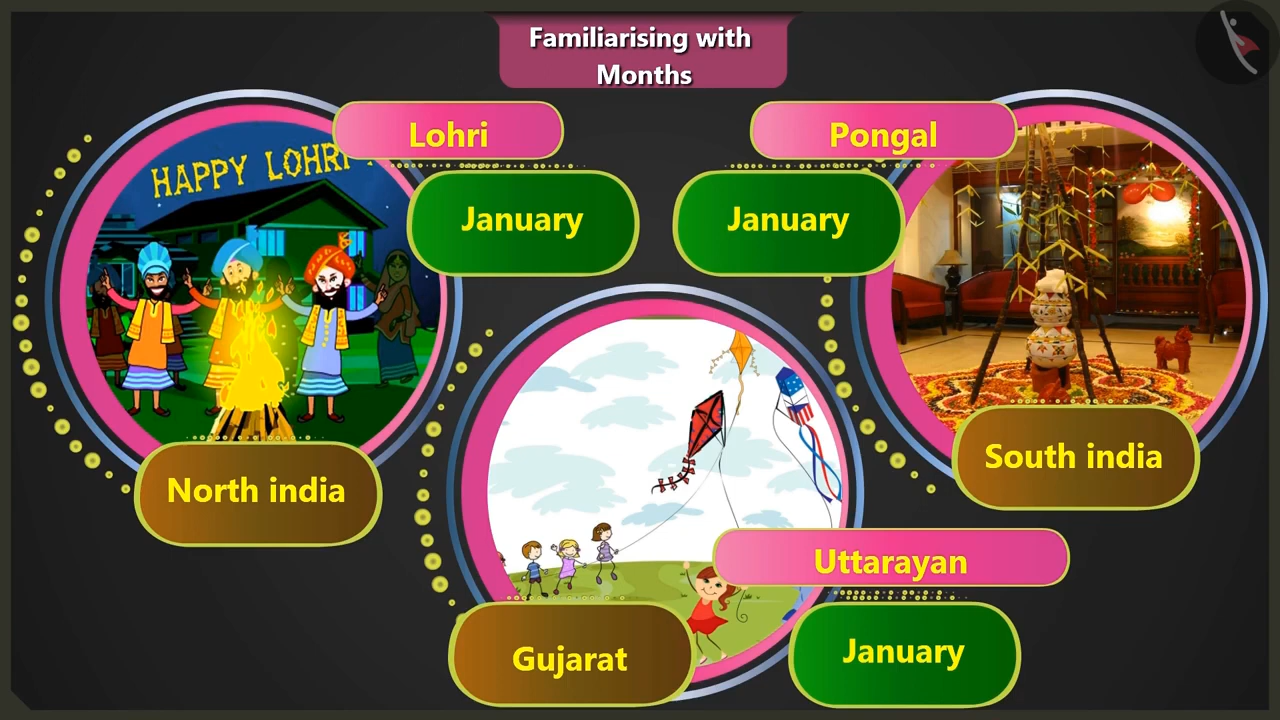 Familiarising with
Months
Lohri
January
HAPPY LOHRI
North india
Pongal
January
South india
Uttarayan
Gujarat
January